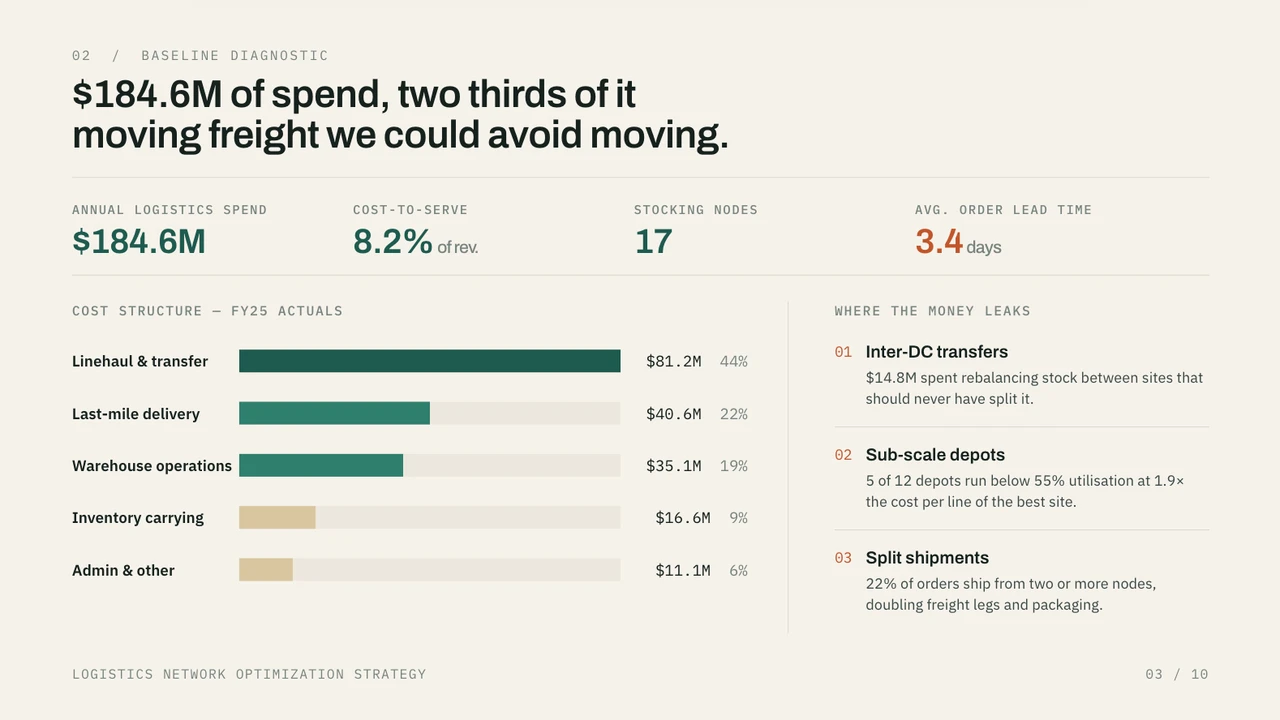 02 / BASELINE DIAGNOSTIC
$184.6M of spend, two thirds of it
moving freight we could avoid moving.
ANNUAL LOGISTICS SPEND
$184.6M
COST-TO-SERVE
8.2% of rev.
STOCKING NODES
17
AVG. ORDER LEAD TIME
3.4 days
COST STRUCTURE — FY25 ACTUALS
Linehaul & transfer $81.2M 44%
Last-mile delivery $40.6M 22%
Warehouse operations $35.1M 19%
Inventory carrying $16.6M 9%
Admin & other $11.1M 6%
WHERE THE MONEY LEAKS
01 Inter-DC transfers
$14.8M spent rebalancing stock between sites that
should never have split it.
02 Sub-scale depots
5 of 12 depots run below 55% utilisation at 1.9×
the cost per line of the best site.
03 Split shipments
22% of orders ship from two or more nodes,
doubling freight legs and packaging.
LOGISTICS NETWORK OPTIMIZATION STRATEGY
03 / 10